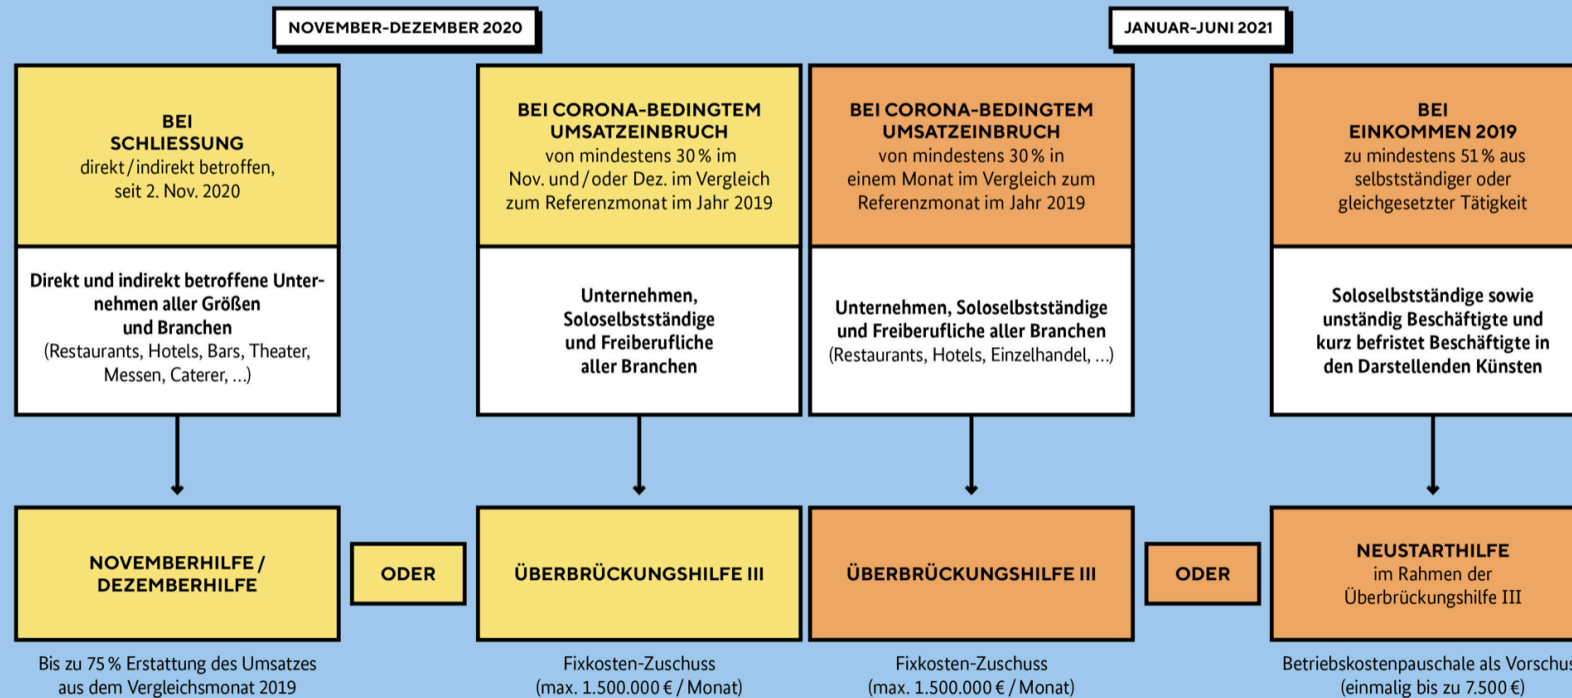 NOVEMBER-DEZEMBER 2020
JANUAR-JUNI 2021
BEI
SCHLIESSUNG
direkt/indirekt betroffen,
seit 2. Nov. 2020
Direkt und indirekt betroffene Unter-
nehmen aller Größen
und Branchen
(Restaurants, Hotels, Bars, Theater,
Messen, Caterer, ...)
NOVEMBERHILFE/
DEZEMBERHILFE
Bis zu 75% Erstattung des Umsatzes
aus dem Vergleichsmonat 2019
ODER
BEI CORONA-BEDINGTEM
UMSATZEINBRUCH
von mindestens 30% im
Nov. und/oder Dez. im Vergleich
zum Referenzmonat im Jahr 2019
Unternehmen,
Soloselbstständige
und Freiberufliche
aller Branchen
ÜBERBRÜCKUNGSHILFE III
Fixkosten-Zuschuss
(max. 1.500.000 €/Monat)
BEI CORONA-BEDINGTEM
UMSATZEINBRUCH
von mindestens 30% in
einem Monat im Vergleich zum
Referenzmonat im Jahr 2019
Unternehmen, Soloselbstständige
und Freiberufliche aller Branchen
(Restaurants, Hotels, Einzelhandel, ...)
ÜBERBRÜCKUNGSHILFE III
Fixkosten-Zuschuss
(max. 1.500.000 €/Monat)
ODER
BEI
EINKOMMEN 2019
zu mindestens 51% aus
selbstständiger oder
gleichgesetzter Tätigkeit
Soloselbstständige sowie
unständig Beschäftigte und
kurz befristet Beschäftigte in
den Darstellenden Künsten
NEUSTARTHILFE
im Rahmen der
Überbrückungshilfe III
Betriebskostenpauschale als Vorschus
(einmalig bis zu 7.500 €)